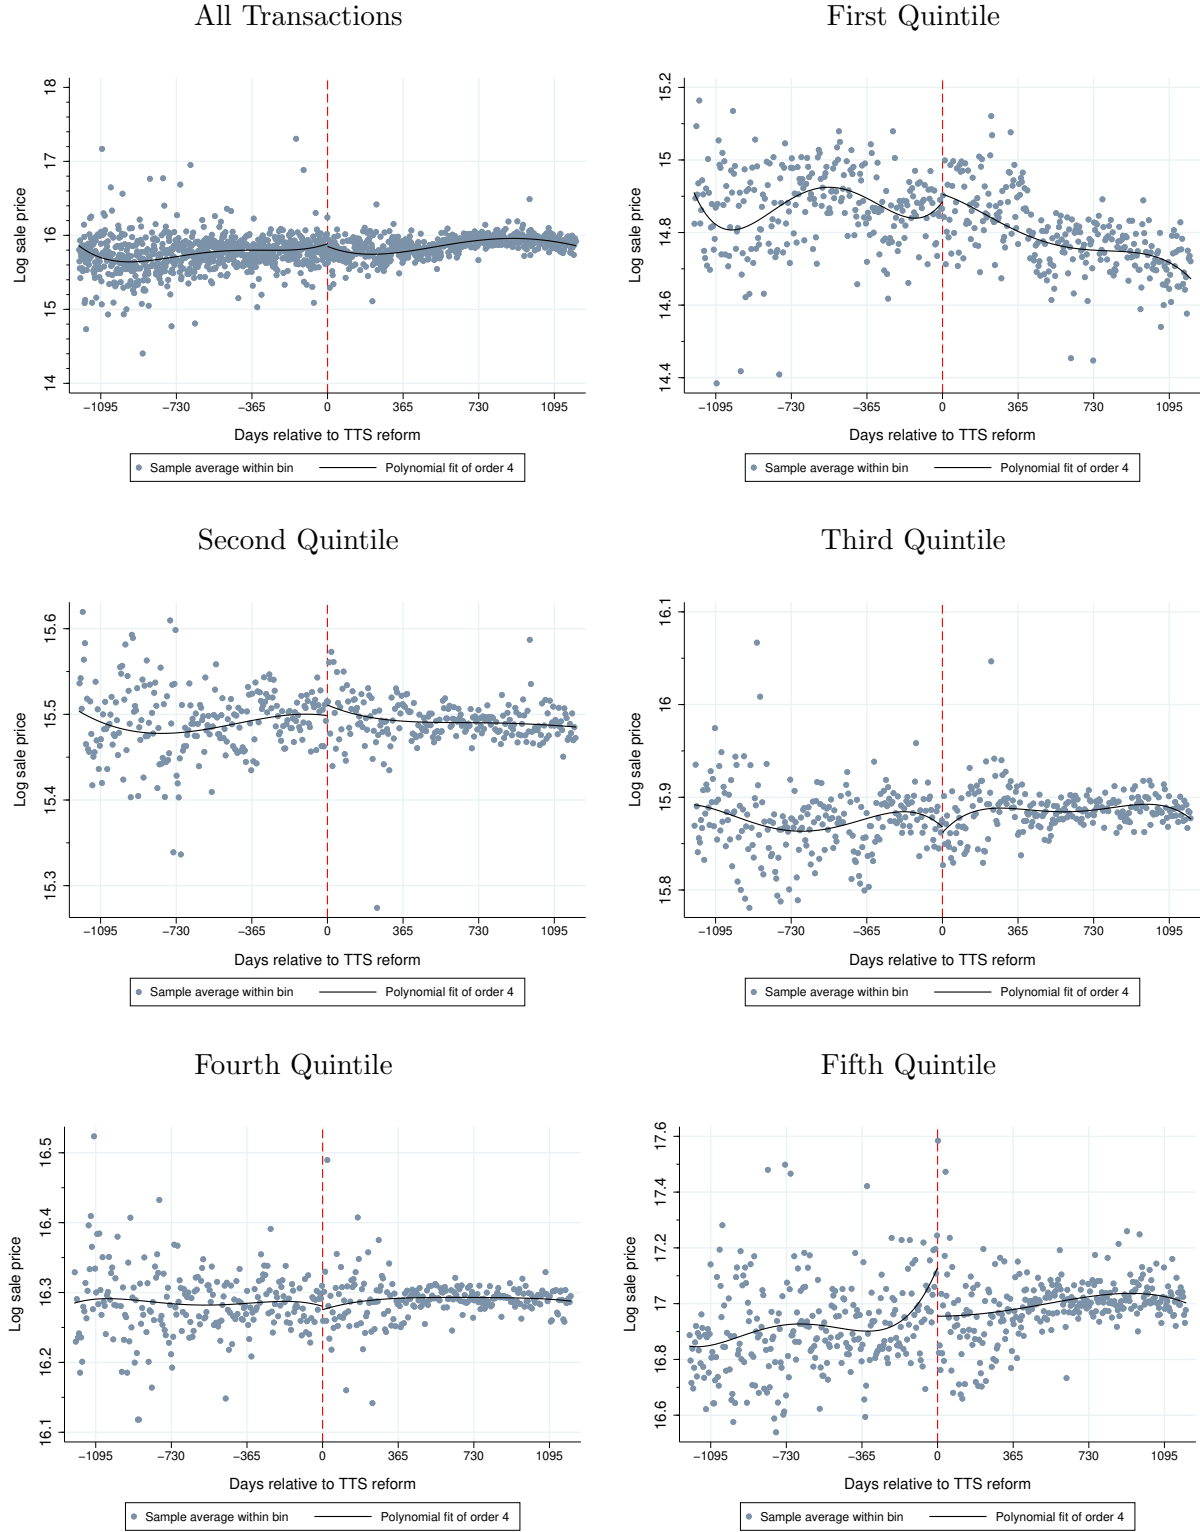 All Transactions
Log sale price
18
17
16
15
14
−1095 −730 −365 0 365 730 1095
Days relative to TTS reform
Sample average within bin Polynomial fit of order 4
First Quintile
Log sale price
15.2
15
14.8
14.6
14.4
−1095 −730 −365 0 365 730 1095
Days relative to TTS reform
Sample average within bin Polynomial fit of order 4
Second Quintile
Log sale price
15.6
15.5
15.4
15.3
−1095 −730 −365 0 365 730 1095
Days relative to TTS reform
Sample average within bin Polynomial fit of order 4
Third Quintile
Log sale price
16.1
16
15.9
15.8
−1095 −730 −365 0 365 730 1095
Days relative to TTS reform
Sample average within bin Polynomial fit of order 4
Fourth Quintile
Log sale price
16.5
16.4
16.3
16.2
16.1
−1095 −730 −365 0 365 730 1095
Days relative to TTS reform
Sample average within bin Polynomial fit of order 4
Fifth Quintile
Log sale price
17.6
17.4
17.2
17
16.8
16.6
−1095 −730 −365 0 365 730 1095
Days relative to TTS reform
Sample average within bin Polynomial fit of order 4